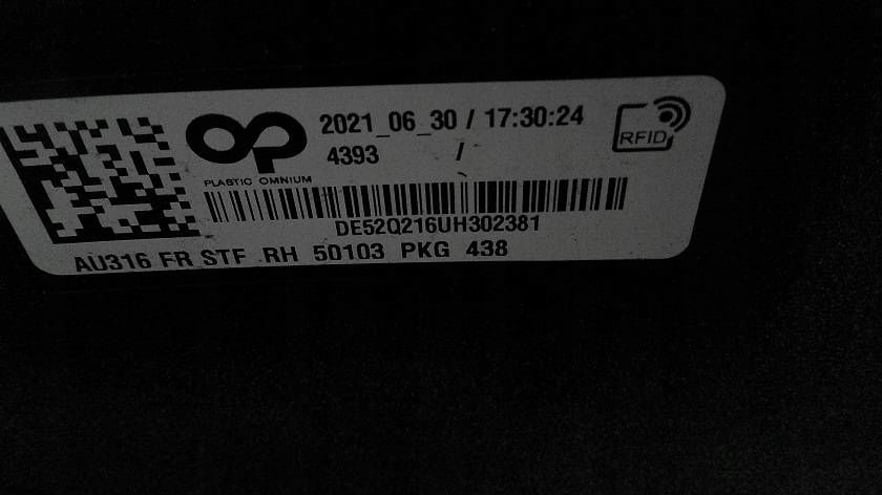 2021_06_30 / 17:30:24
4393 /
RFID
PLASTIC OMNIUM
DE52Q216UH302381
AU316 FR STF RH 50103 PKG 438